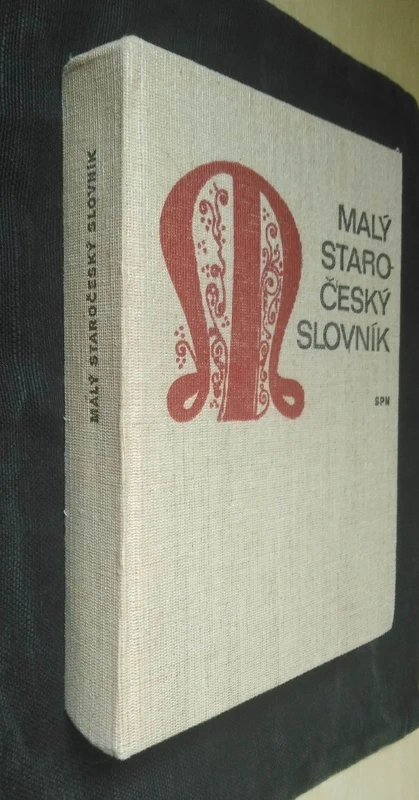 MALÝ STAROČESKÝ SLOVNÍK
MALÝ
STARO-
ČESKÝ
SLOVNÍK
SPN